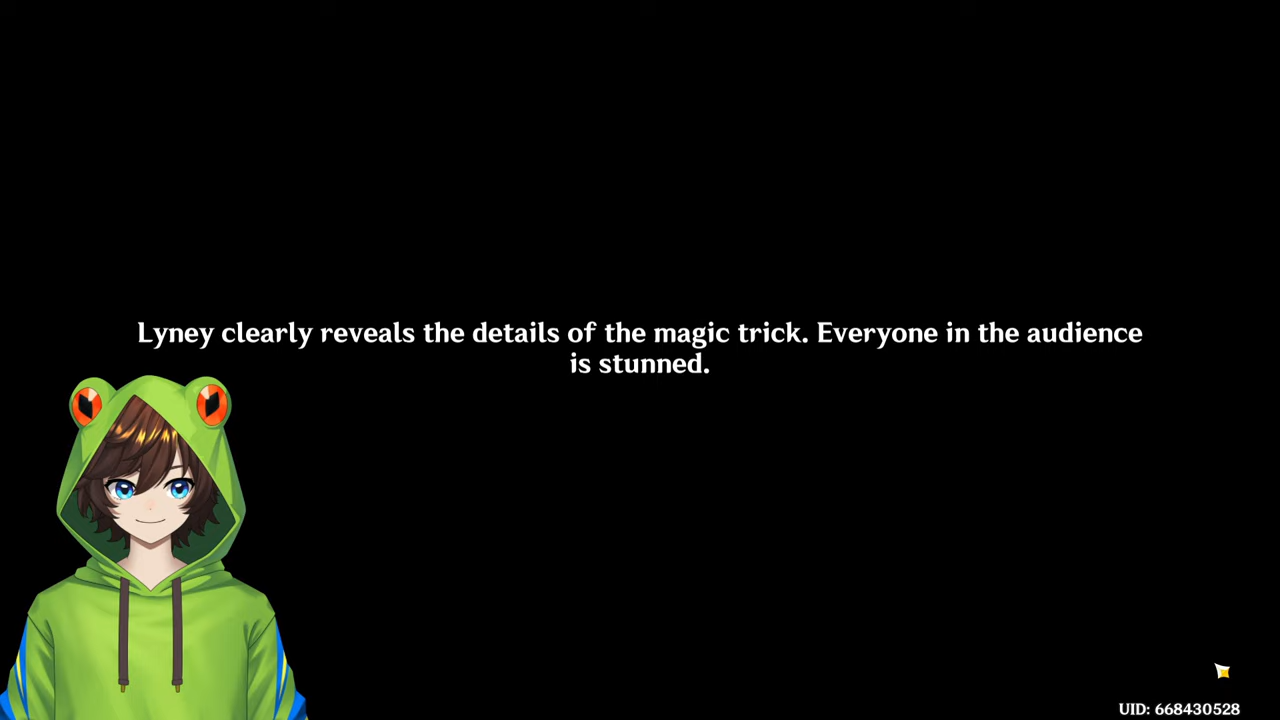 Lyney clearly reveals the details of the magic trick. Everyone in the audience
is stunned.
UID: 668430528